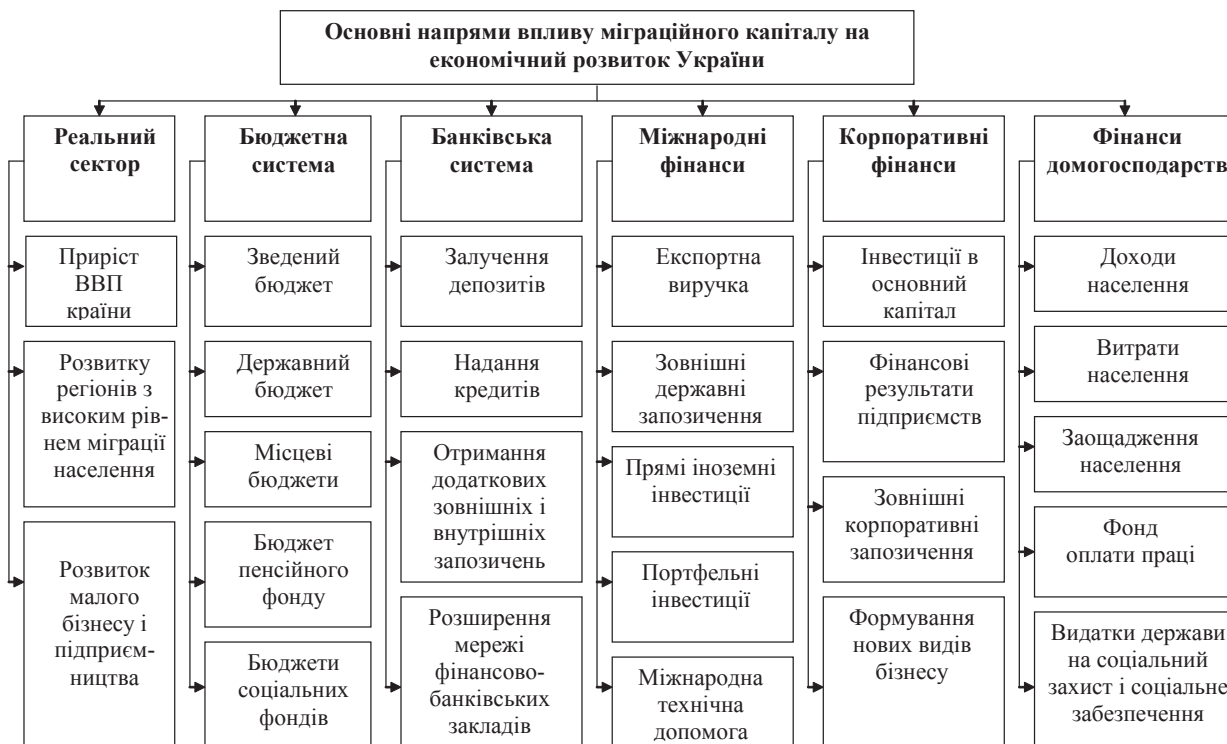 Основні напрями впливу міграційного капіталу на
економічний розвиток України
Реальний
сектор
Приріст
ВВП
країни
Розвитку
регіонів з
високим рів-
нем міграції
населення
Розвиток
малого
бізнесу і
підприєм-
ництва
Бюджетна
система
Зведений
бюджет
Державний
бюджет
Місцеві
бюджети
Бюджет
пенсійного
фонду
Бюджети
соціальних
фондів
Банківська
система
Залучення
депозитів
Надання
кредитів
Отримання
додаткових
зовнішніх і
внутрішніх
запозичень
Розширення
мережі
фінансово-
банківських
закладів
Міжнародні
фінанси
Експортна
виручка
Зовнішні
державні
запозичення
Прямі іноземні
інвестиції
Портфельні
інвестиції
Міжнародна
технічна
допомога
Корпоративні
фінанси
Інвестиції в
основний
капітал
Фінансові
результати
підприємств
Зовнішні
корпоративні
запозичення
Формування
нових видів
бізнесу
Фінанси
домогосподарств
Доходи
населення
Витрати
населення
Заощадження
населення
Фонд
оплати праці
Видатки держави
на соціальний
захист і соціальне
забезпечення